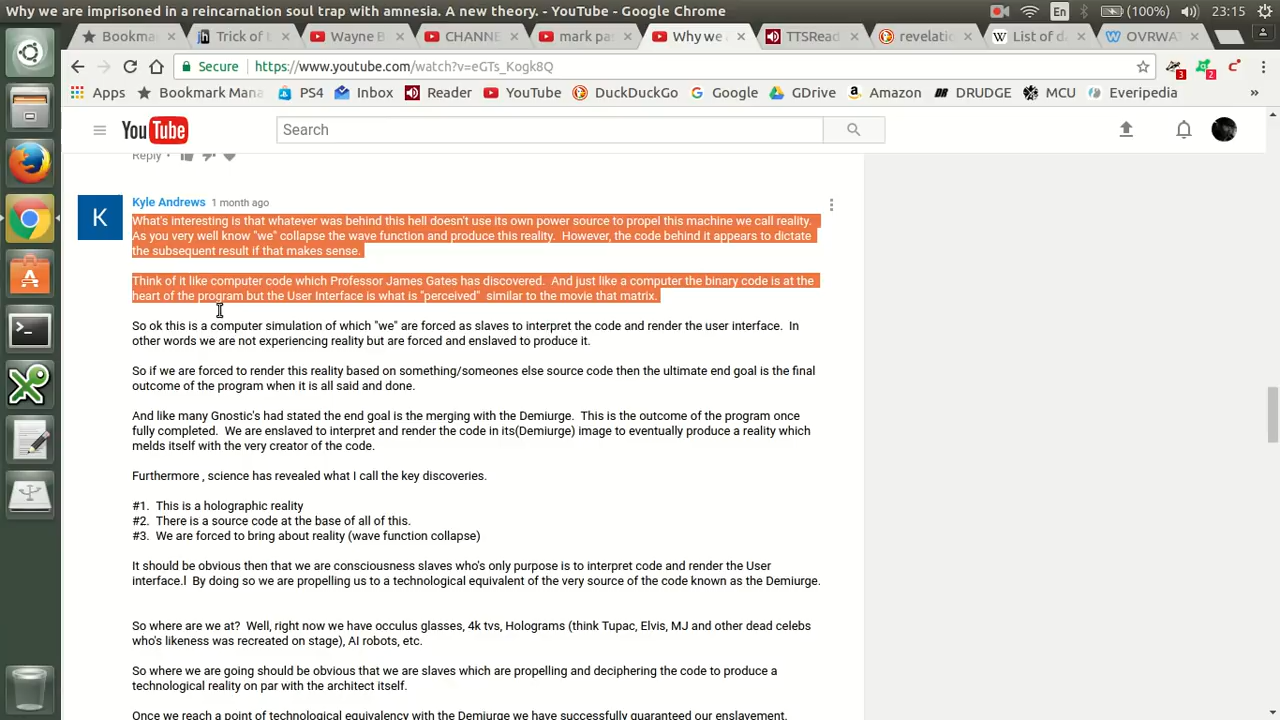 Why we are imprisoned in a reincarnation soul trap with amnesia. A new theory. - YouTube - Google Chrome
En
(100%)
23:15
Bookma
Trick of b
Wayne B
CHANNE
mark pa
Why we a
TTSRead
revelatio
List of da
OVRWAT
Secure
https://www.youtube.com/watch?v=eGTs_Kogk8Q
3
2
Apps
Bookmark Mana
PS4
Inbox
Reader
YouTube
DuckDuckGo
Google
GDrive
Amazon
DRUDGE
MCU
Everipedia
»
YouTube
Search
Reply •
K
Kyle Andrews 1 month ago
What's interesting is that whatever was behind this hell doesn't use its own power source to propel this machine we call reality.
As you very well know "we" collapse the wave function and produce this reality. However, the code behind it appears to dictate
the subsequent result if that makes sense.
Think of it like computer code which Professor James Gates has discovered. And just like a computer the binary code is at the
heart of the program but the User Interface is what is "perceived" similar to the movie that matrix.
So ok this is a computer simulation of which "we" are forced as slaves to interpret the code and render the user interface. In
other words we are not experiencing reality but are forced and enslaved to produce it.
So if we are forced to render this reality based on something/someones else source code then the ultimate end goal is the final
outcome of the program when it is all said and done.
And like many Gnostic's had stated the end goal is the merging with the Demiurge. This is the outcome of the program once
fully completed. We are enslaved to interpret and render the code in its(Demiurge) image to eventually produce a reality which
melds itself with the very creator of the code.
Furthermore , science has revealed what I call the key discoveries.
#1. This is a holographic reality
#2. There is a source code at the base of all of this.
#3. We are forced to bring about reality (wave function collapse)
It should be obvious then that we are consciousness slaves who's only purpose is to interpret code and render the User
interface.l By doing so we are propelling us to a technological equivalent of the very source of the code known as the Demiurge.
So where are we at? Well, right now we have occulus glasses, 4k tvs, Holograms (think Tupac, Elvis, MJ and other dead celebs
who's likeness was recreated on stage), AI robots, etc.
So where we are going should be obvious that we are slaves which are propelling and deciphering the code to produce a
technological reality on par with the architect itself.
Once we reach a point of technological equivalency with the Demiurge we have successfully guaranteed our enslavement.